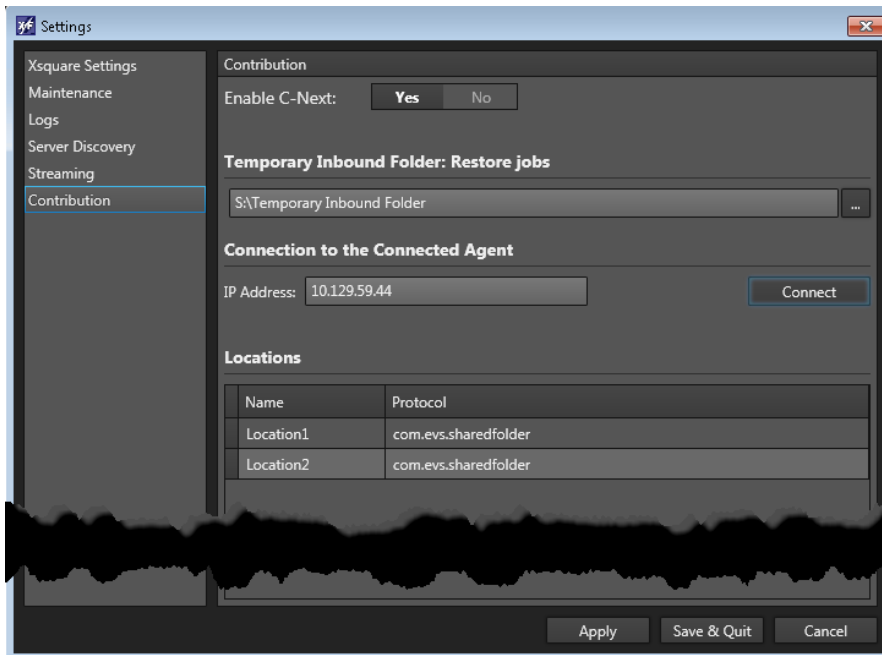 Settings
Xsquare Settings
Maintenance
Logs
Server Discovery
Streaming
Contribution
Contribution
Enable C-Next: Yes No
Temporary Inbound Folder: Restore jobs
S:\Temporary Inbound Folder ...
Connection to the Connected Agent
IP Address: 10.129.59.44 Connect
Locations
Name Protocol
Location1 com.evs.sharedfolder
Location2 com.evs.sharedfolder
Apply Save & Quit Cancel